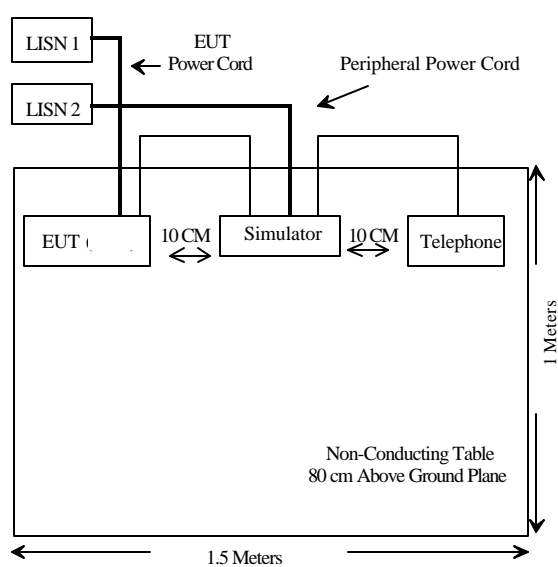 LISN 1
EUT
Power Cord
Peripheral Power Cord
LISN 2
EUT (
10 CM
Simulator
10 CM
Telephone
1 Meters
Non-Conducting Table
80 cm Above Ground Plane
1.5 Meters